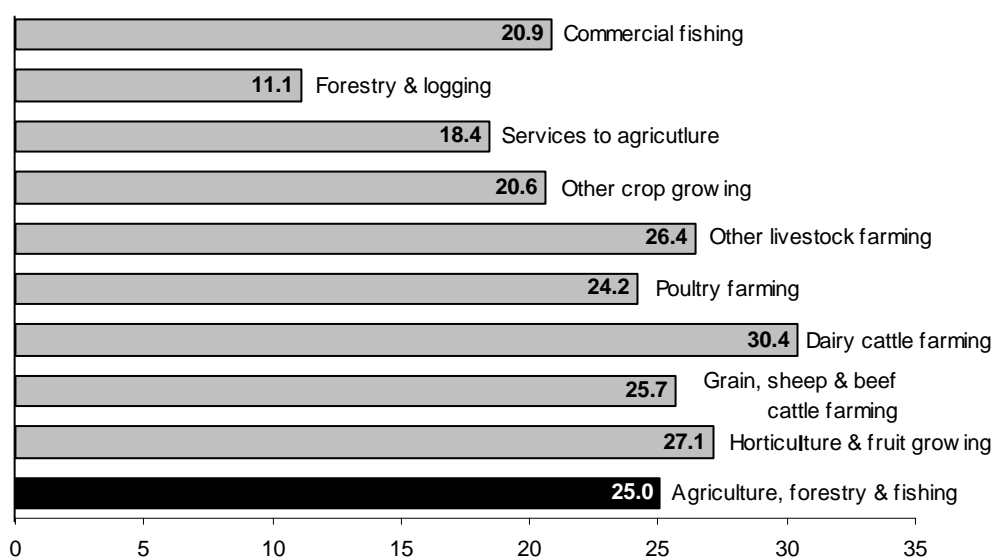 20.9 Commercial fishing
11.1 Forestry & logging
18.4 Services to agricutlure
20.6 Other crop grow ing
26.4 Other livestock farming
24.2 Poultry farming
30.4 Dairy cattle farming
25.7 Grain, sheep & beef
cattle farming
27.1 Horticulture & fruit grow ing
25.0 Agriculture, forestry & fishing
0 5 10 15 20 25 30 35